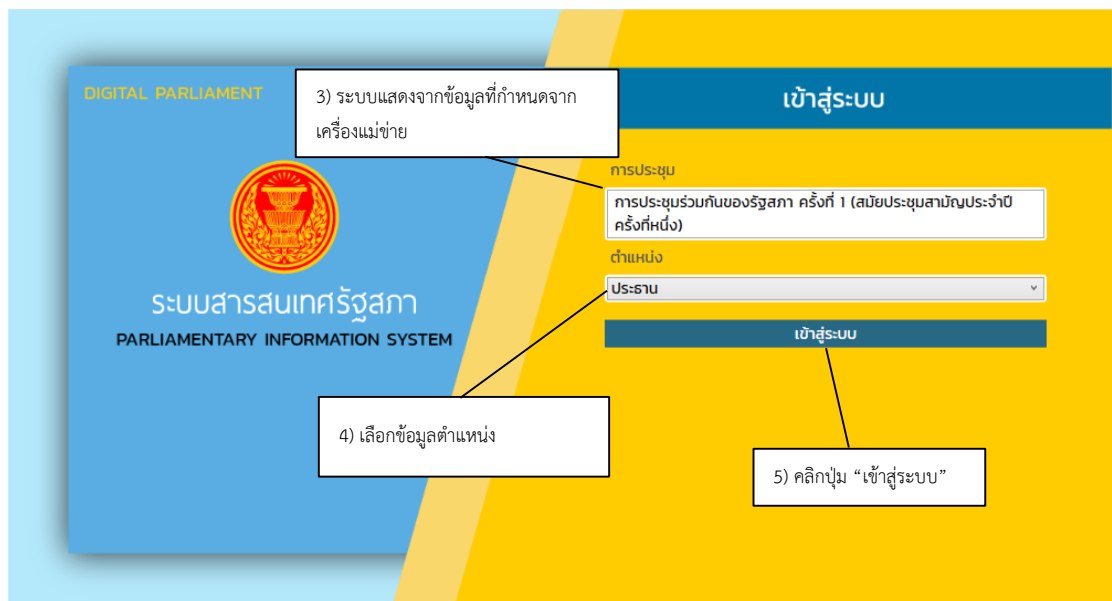 DIGITAL PARLIAMENT
3) ระบบแสดงจากข้อมูลที่กำหนดจาก
เครื่องแม่ข่าย
เข้าสู่ระบบ
การประชุม
การประชุมร่วมกันของรัฐสภา ครั้งที่ 1 (สมัยประชุมสามัญประจำปี
ครั้งที่หนึ่ง)
ตำแหน่ง
ประธาน
ระบบสารสนเทศรัฐสภา
PARLIAMENTARY INFORMATION SYSTEM
เข้าสู่ระบบ
4) เลือกข้อมูลตำแหน่ง
5) คลิกปุ่ม “เข้าสู่ระบบ”